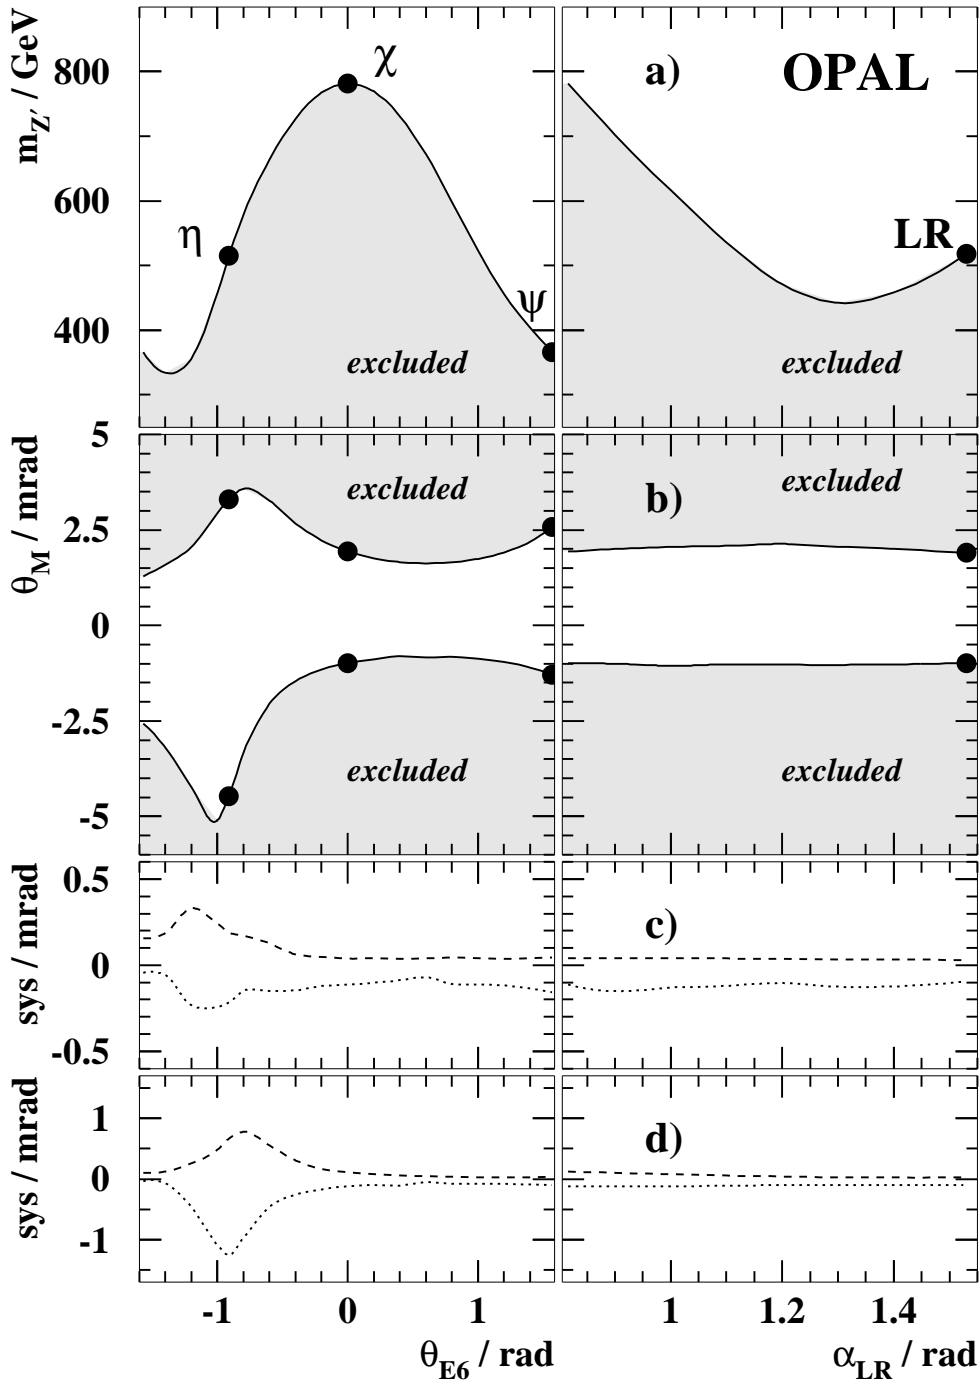 m_Z′ / GeV
800
600
400
χ
η
ψ
excluded
a)
OPAL
LR
excluded
θ_M / mrad
5
2.5
0
-2.5
-5
excluded
excluded
b)
excluded
excluded
sys / mrad
0.5
0
-0.5
c)
sys / mrad
1
0
-1
d)
-1 0 1
1 1.2 1.4
θ_E6 / rad
α_LR / rad